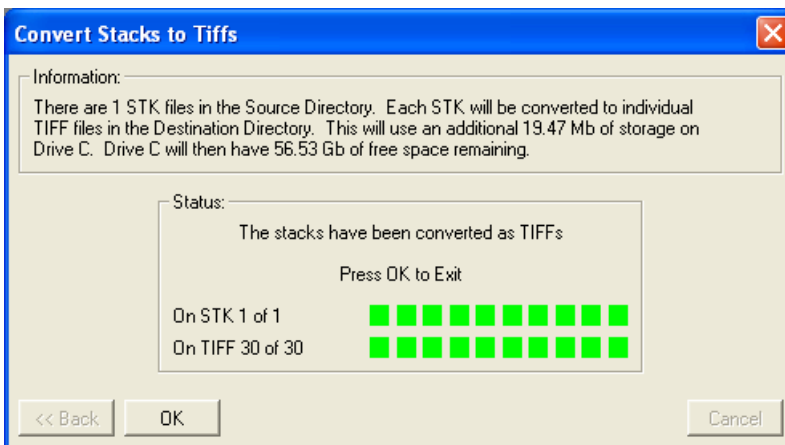 Convert Stacks to Tiffs
Information:
There are 1 STK files in the Source Directory.  Each STK will be converted to individual
TIFF files in the Destination Directory.  This will use an additional 19.47 Mb of storage on
Drive C.  Drive C will then have 56.53 Gb of free space remaining.
Status:
The stacks have been converted as TIFFs
Press OK to Exit
On STK 1 of 1
On TIFF 30 of 30
<< Back
OK
Cancel